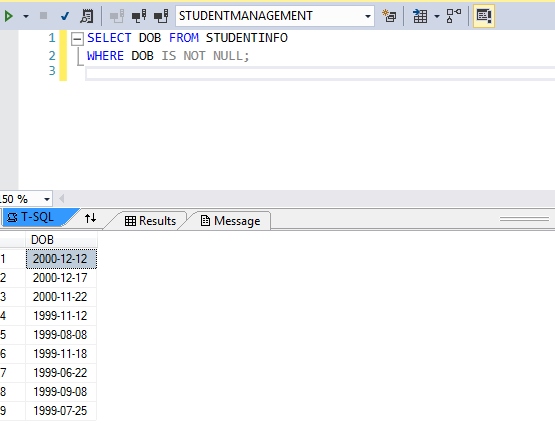 STUDENTMANAGEMENT
1 SELECT DOB FROM STUDENTINFO
2 WHERE DOB IS NOT NULL;
3
150 %
T-SQL Results Message
DOB
1 2000-12-12
2 2000-12-17
3 2000-11-22
4 1999-11-12
5 1999-08-08
6 1999-11-18
7 1999-06-22
8 1999-09-08
9 1999-07-25